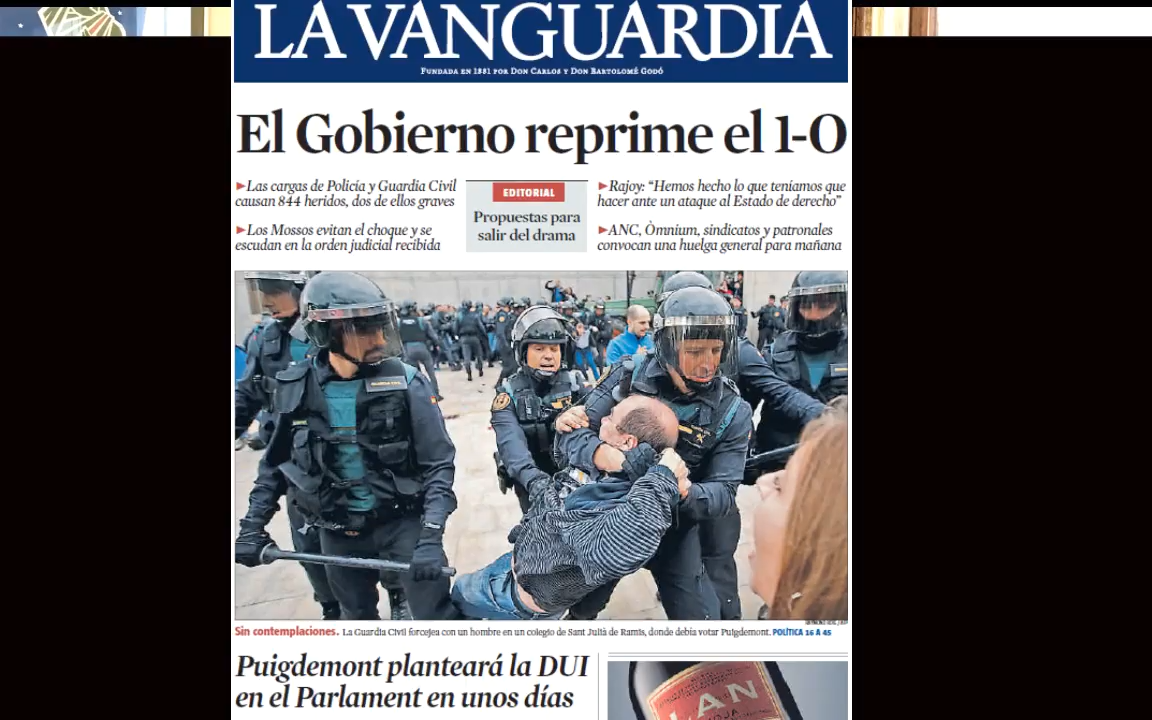 LA VANGUARDIA
FUNDADA EN 1881 POR DON CARLOS Y DON BARTOLOMÉ GODÓ
El Gobierno reprime el 1-O
►Las cargas de Policía y Guardia Civil
causan 844 heridos, dos de ellos graves
►Los Mossos evitan el choque y se
escudan en la orden judicial recibida
EDITORIAL
Propuestas para
salir del drama
►Rajoy: “Hemos hecho lo que teníamos que
hacer ante un ataque al Estado de derecho”
►ANC, Òmnium, sindicatos y patronales
convocan una huelga general para mañana
GUARDIA CIVIL
Sin contemplaciones. La Guardia Civil forcejea con un hombre en un colegio de Sant Julià de Ramis, donde debía votar Puigdemont. POLÍTICA 16 A 45
Puigdemont planteará la DUI
en el Parlament en unos días
LAN